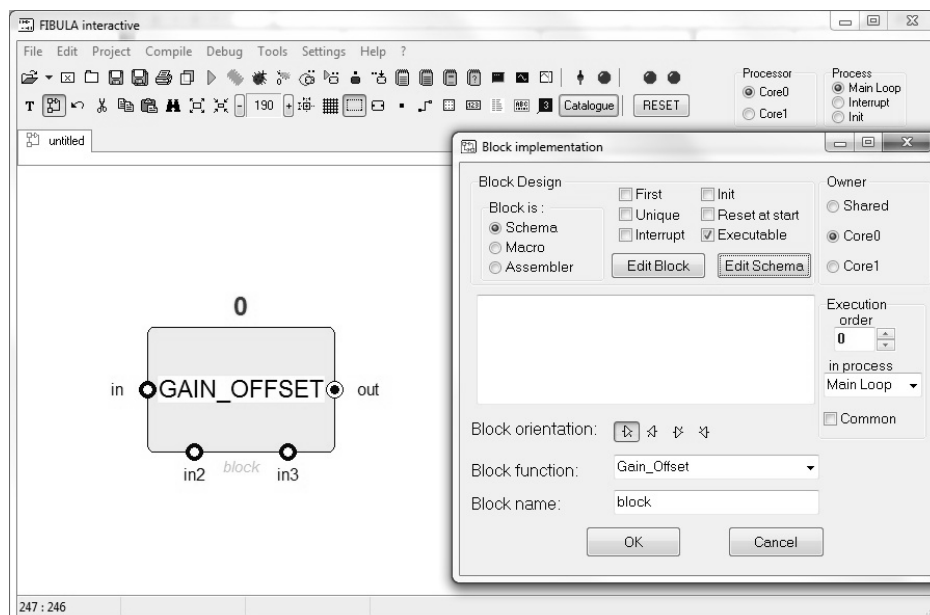 FIBULA interactive
File Edit Project Compile Debug Tools Settings Help ?
Processor
Core0
Core1
Process
Main Loop
Interrupt
Init
T - 190 + Catalogue RESET
untitled
0
in GAIN_OFFSET out
in2 block in3
247 : 246
Block implementation
Block Design
Block is :
Schema
Macro
Assembler
First Init
Unique Reset at start
Interrupt Executable
Edit Block Edit Schema
Owner
Shared
Core0
Core1
Execution
order
0
in process
Main Loop
Common
Block orientation:
Block function: Gain_Offset
Block name: block
OK Cancel